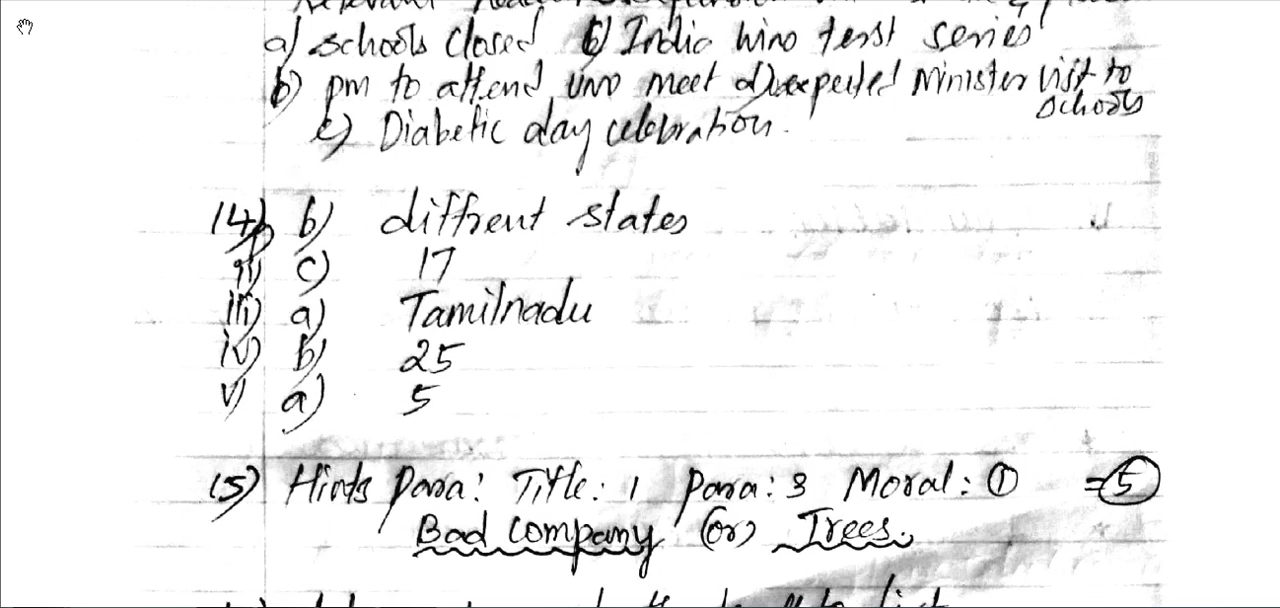 a) schools closed c) India wins test series
b) pm to attend uno meet d) expected Minister visit to
schools
e) Diabetic day celebration.
14) b) diffrent states
ii) c) 17
iii) a) Tamilnadu
iv) b) 25
v) a) 5
15) Hints para: Title: 1 para: 3 Moral: 1 = 5
Bad company (or) Trees.